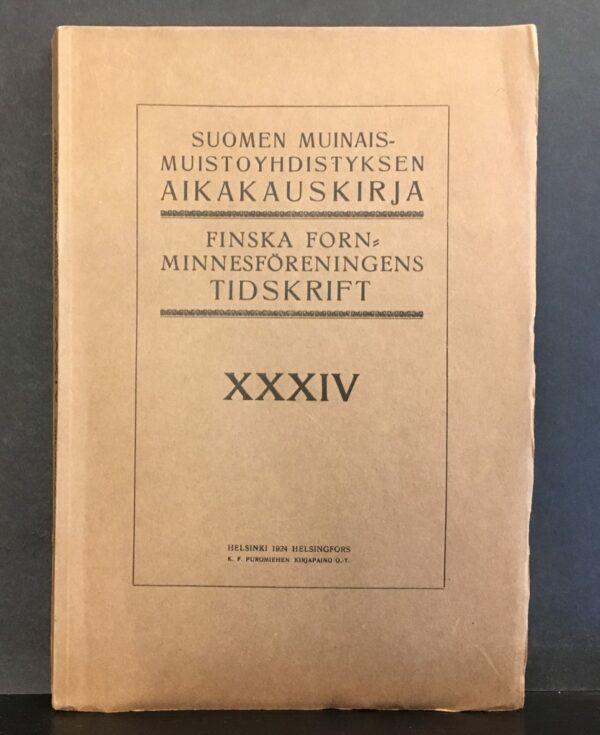 SUOMEN MUINAIS-
MUISTOYHDISTYKSEN
AIKAKAUSKIRJA
FINSKA FORN-
MINNESFÖRENINGENS
TIDSKRIFT
XXXIV
HELSINKI 1924 HELSINGFORS
K. F. PUROMIEHEN KIRJAPAINO O.-Y.